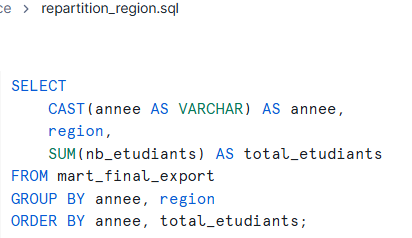 ce > repartition_region.sql
SELECT
    CAST(annee AS VARCHAR) AS annee,
    region,
    SUM(nb_etudiants) AS total_etudiants
FROM mart_final_export
GROUP BY annee, region
ORDER BY annee, total_etudiants;